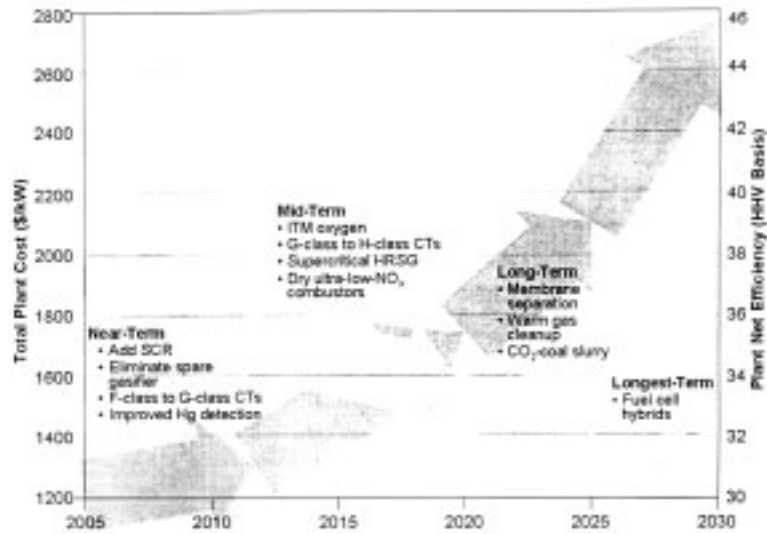 2800
2600
2400
2200
2000
1800
1600
1400
1200
Total Plant Cost ($/kW)
46
44
42
40
38
36
34
32
30
Plant Net Efficiency (HHV Basis)
2005 2010 2015 2020 2025 2030
Near-Term
• Add SCR
• Eliminate spare
gasifier
• F-class to G-class CTs
• Improved Hg detection
Mid-Term
• ITM oxygen
• G-class to H-class CTs
• Supercritical HRSG
• Dry ultra-low-NOₓ
combustors
Long-Term
• Membrane
separation
• Warm gas
cleanup
• CO₂-coal slurry
Longest-Term
• Fuel cell
hybrids